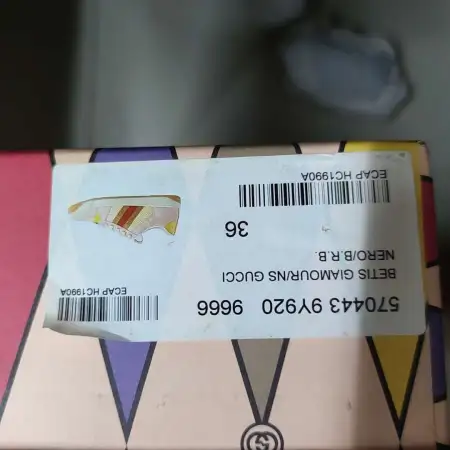 570443 9Y920 9666
BETIS GIAMOUR/NS GUCCI
NERO/B.R.B.
36
ECAP HC1990A
ECAP HC1990A